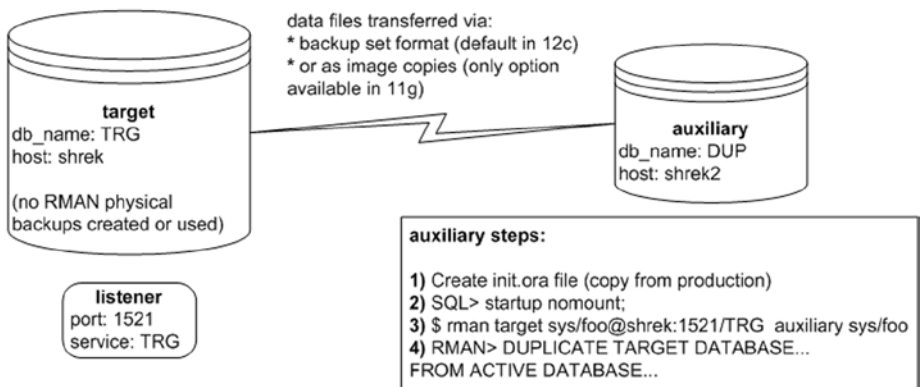 data files transferred via:
* backup set format (default in 12c)
* or as image copies (only option
available in 11g)
target
db_name: TRG
host: shrek
(no RMAN physical
backups created or used)
auxiliary
db_name: DUP
host: shrek2
listener
port: 1521
service: TRG
auxiliary steps:
1) Create init.ora file (copy from production)
2) SQL> startup nomount;
3) $ rman target sys/foo@shrek:1521/TRG auxiliary sys/foo
4) RMAN> DUPLICATE TARGET DATABASE...
FROM ACTIVE DATABASE...